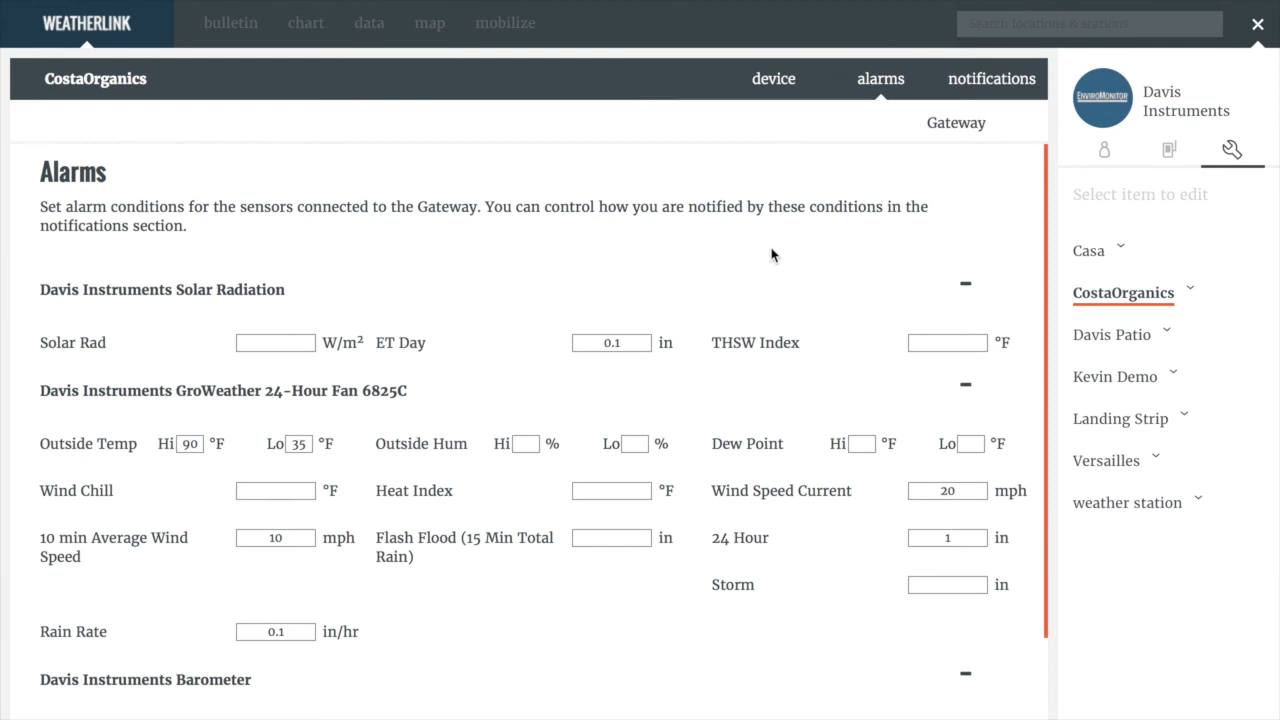 WEATHERLINK bulletin chart data map mobilize Search locations & stations
CostaOrganics device alarms notifications
Gateway
ENVIROMONITOR
Davis
Instruments
Select item to edit
Casa
CostaOrganics
Davis Patio
Kevin Demo
Landing Strip
Versailles
weather station
Alarms
Set alarm conditions for the sensors connected to the Gateway. You can control how you are notified by these conditions in the
notifications section.
Davis Instruments Solar Radiation
Solar Rad W/m² ET Day 0.1 in THSW Index °F
Davis Instruments GroWeather 24-Hour Fan 6825C
Outside Temp Hi 90 °F Lo 35 °F Outside Hum Hi % Lo % Dew Point Hi °F Lo °F
Wind Chill °F Heat Index °F Wind Speed Current 20 mph
10 min Average Wind
Speed 10 mph Flash Flood (15 Min Total
Rain) in 24 Hour 1 in
Storm in
Rain Rate 0.1 in/hr
Davis Instruments Barometer